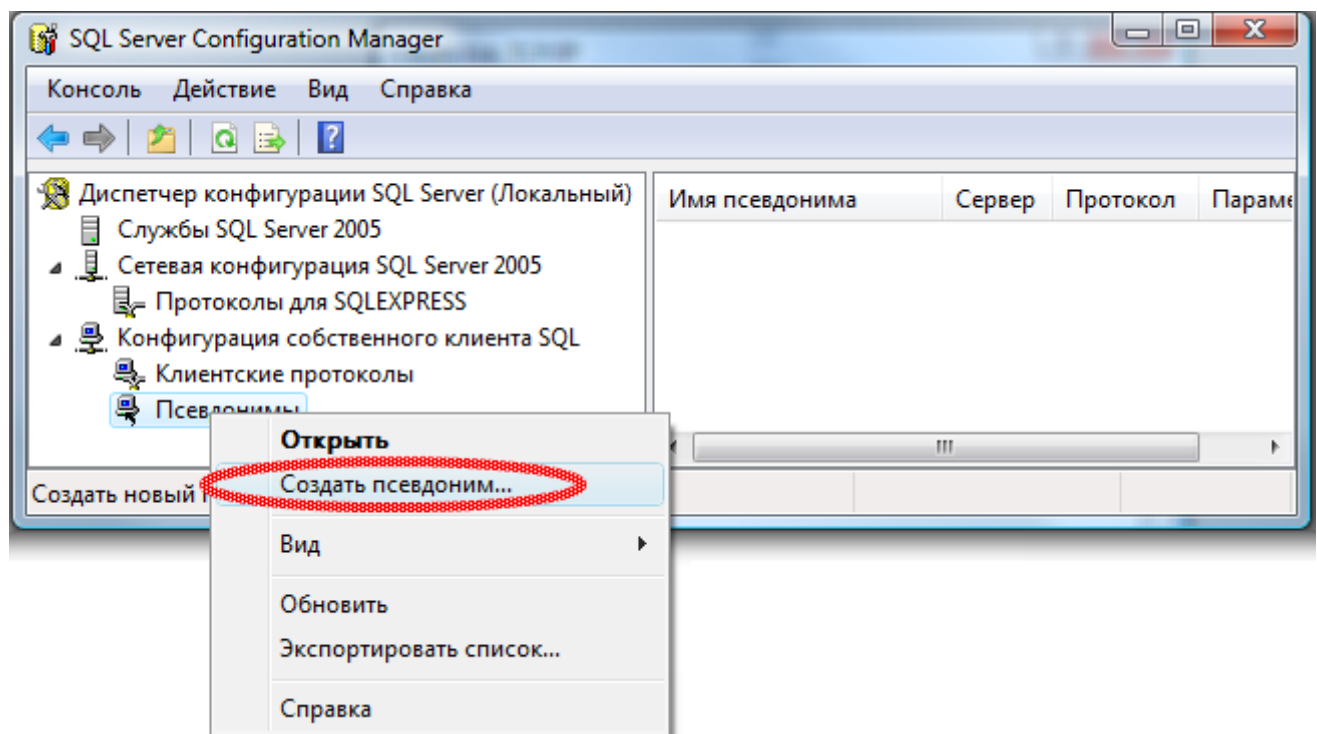 SQL Server Configuration Manager
Консоль Действие Вид Справка
Диспетчер конфигурации SQL Server (Локальный)
Службы SQL Server 2005
Сетевая конфигурация SQL Server 2005
Протоколы для SQLEXPRESS
Конфигурация собственного клиента SQL
Клиентские протоколы
Псевдонимы
Имя псевдонима Сервер Протокол Параме
Открыть
Создать псевдоним...
Вид
Обновить
Экспортировать список...
Справка
Создать новый